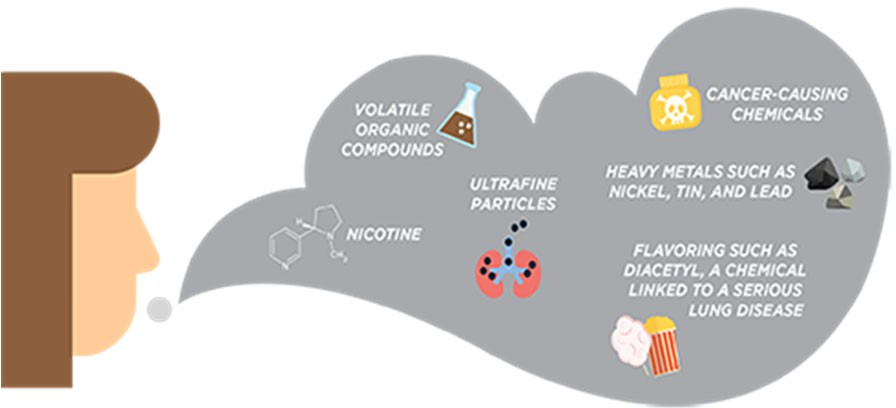 VOLATILE
ORGANIC
COMPOUNDS
CANCER-CAUSING
CHEMICALS
ULTRAFINE
PARTICLES
HEAVY METALS SUCH AS
NICKEL, TIN, AND LEAD
H
N
CH₃
N
NICOTINE
FLAVORING SUCH AS
DIACETYL, A CHEMICAL
LINKED TO A SERIOUS
LUNG DISEASE